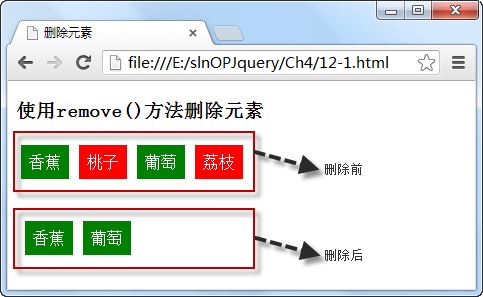 删除元素
file:///E:/slnOPJquery/Ch4/12-1.html
使用remove()方法删除元素
香蕉 桃子 葡萄 荔枝
删除前
香蕉 葡萄
删除后